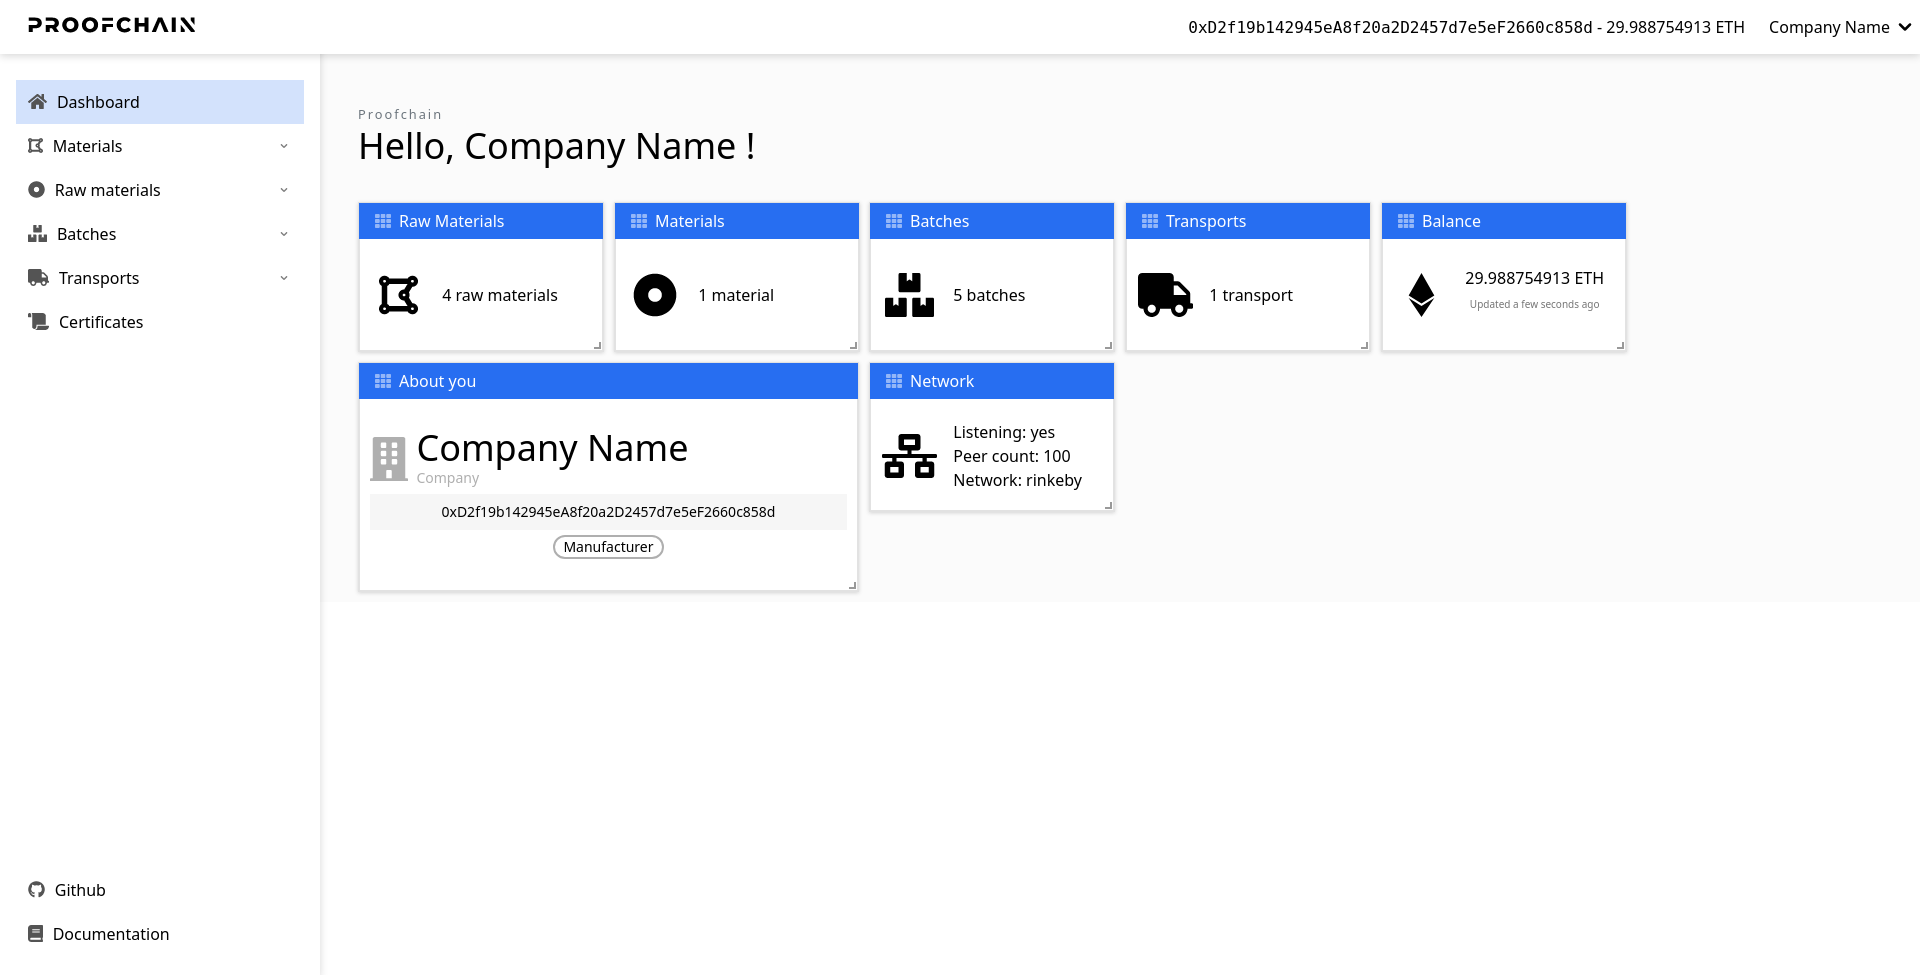 PROOFCHAIN
0xD2f19b142945eA8f20a2D2457d7e5eF2660c858d - 29.988754913 ETH
Company Name
Dashboard
Materials
Raw materials
Batches
Transports
Certificates
Github
Documentation
Proofchain
Hello, Company Name !
Raw Materials
4 raw materials
Materials
1 material
Batches
5 batches
Transports
1 transport
Balance
29.988754913 ETH
Updated a few seconds ago
About you
Company Name
Company
0xD2f19b142945eA8f20a2D2457d7e5eF2660c858d
Manufacturer
Network
Listening: yes
Peer count: 100
Network: rinkeby